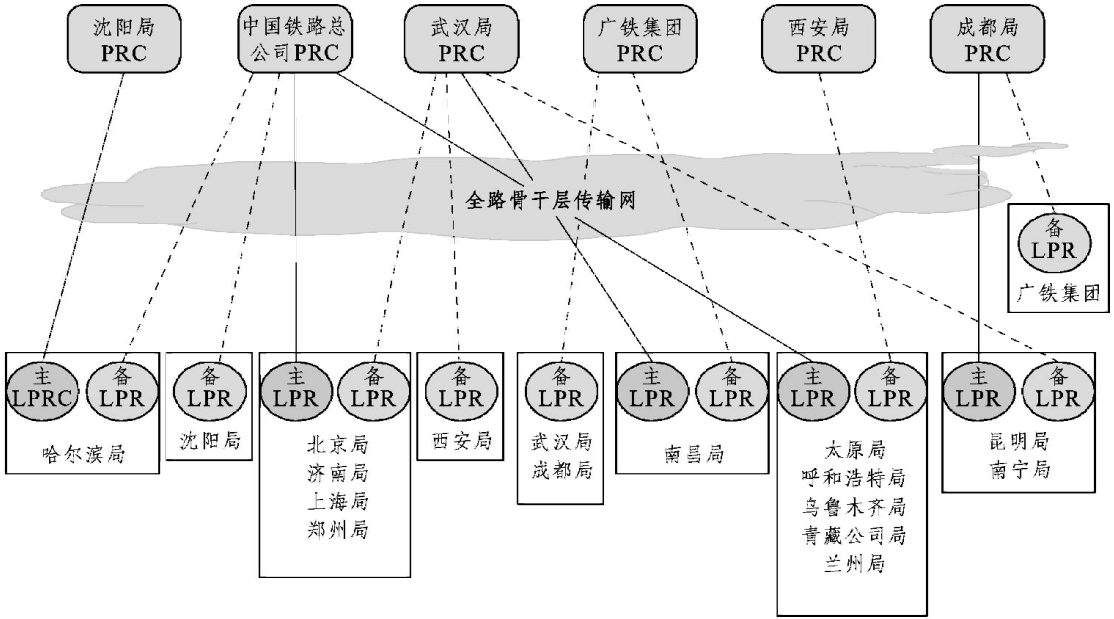 沈阳局
PRC
中国铁路总
公司PRC
武汉局
PRC
广铁集团
PRC
西安局
PRC
成都局
PRC
全路骨干层传输网
备
LPR
广铁集团
主
LPRC
备
LPR
哈尔滨局
备
LPR
沈阳局
主
LPR
备
LPR
北京局
济南局
上海局
郑州局
备
LPR
西安局
备
LPR
武汉局
成都局
主
LPR
备
LPR
南昌局
主
LPR
备
LPR
太原局
呼和浩特局
乌鲁木齐局
青藏公司局
兰州局
主
LPR
备
LPR
昆明局
南宁局